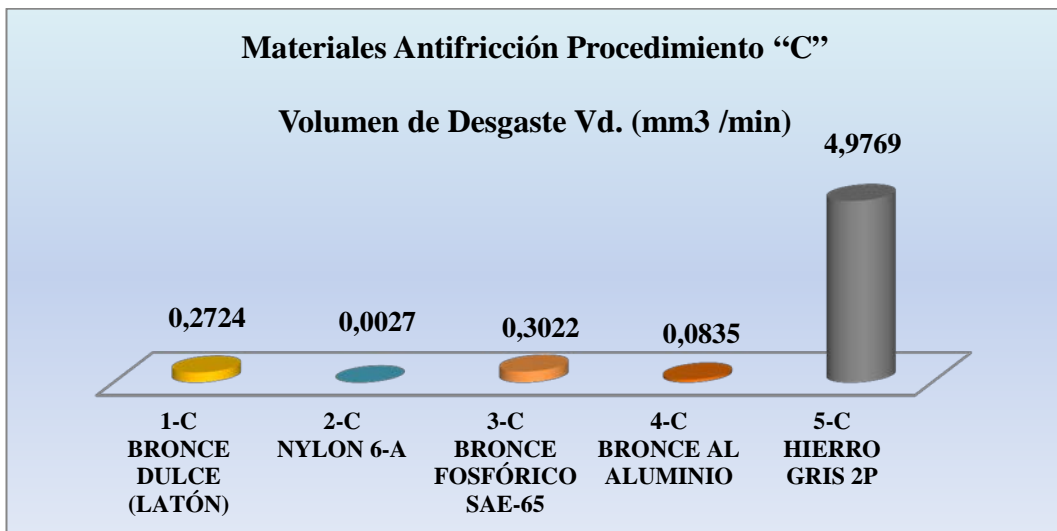 Materiales Antifricción Procedimiento “C”
Volumen de Desgaste Vd. (mm3 /min)
4,9769
0,2724
0,0027
0,3022
0,0835
1-C
BRONCE
DULCE
(LATÓN)
2-C
NYLON 6-A
3-C
BRONCE
FOSFÓRICO
SAE-65
4-C
BRONCE AL
ALUMINIO
5-C
HIERRO
GRIS 2P